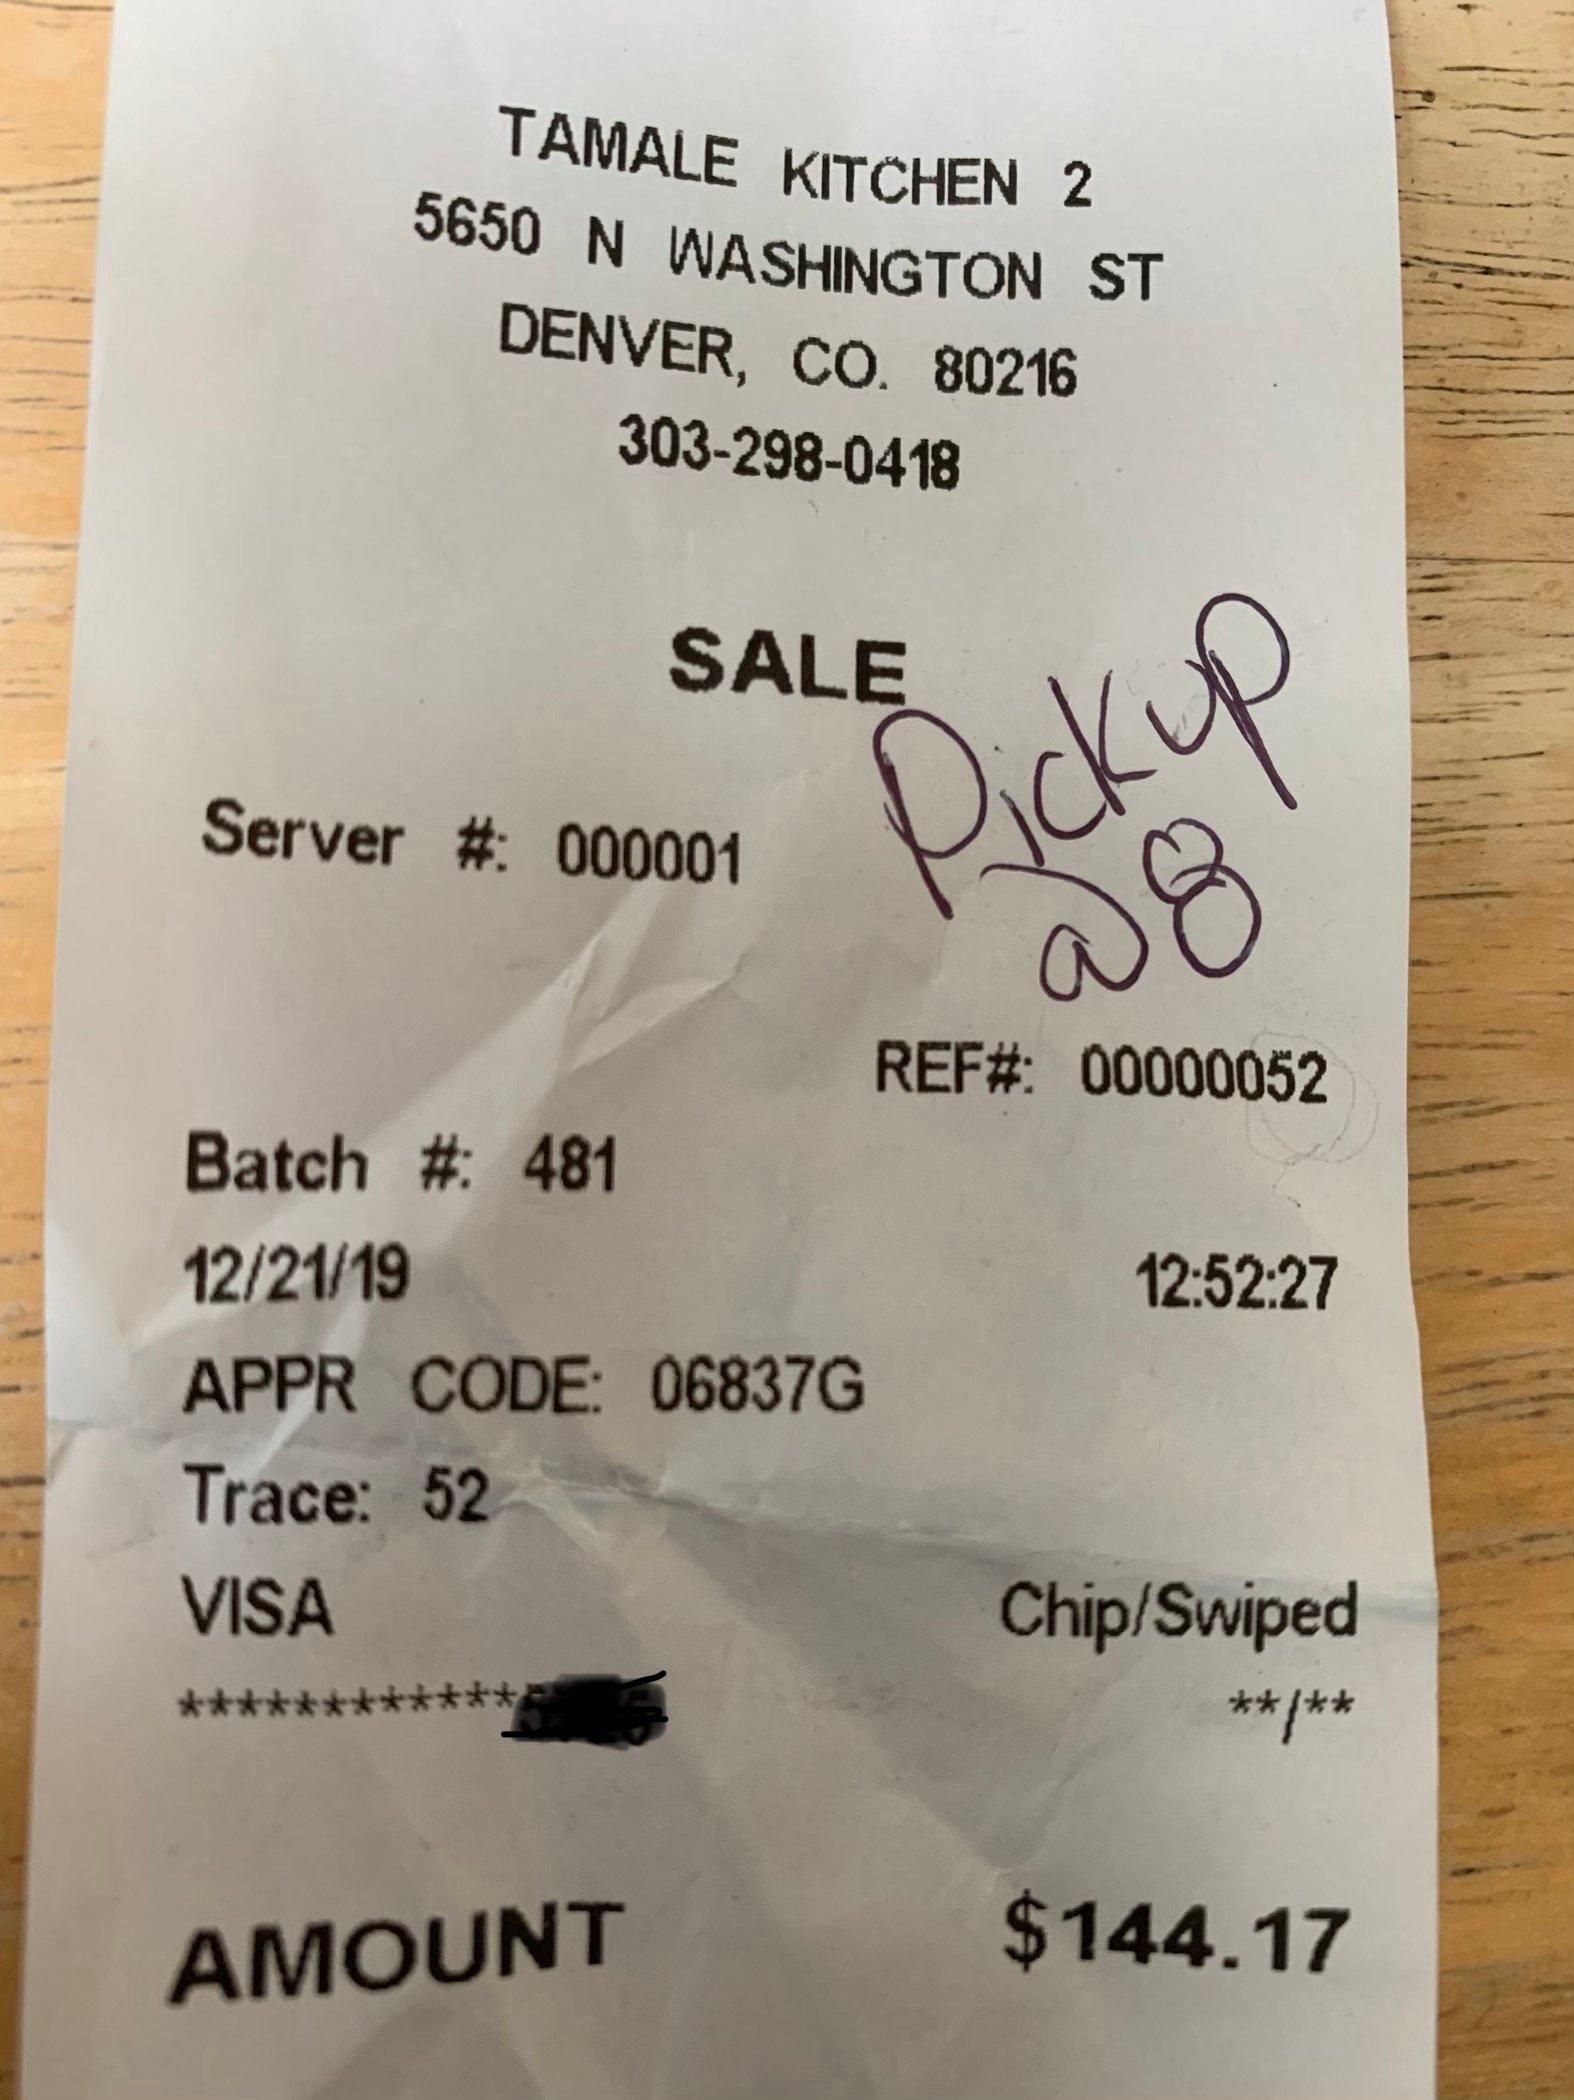 TAMALE KITCHEN 2
5650 N WASHINGTON ST
DENVER, CO. 80216
303-298-0418
SALE
Pickup
@ 8
Server #: 000001
REF#: 00000052
Batch #: 481
12/21/19 12:52:27
APPR CODE: 06837G
Trace: 52
VISA Chip/Swiped
************ **/**
AMOUNT $144.17